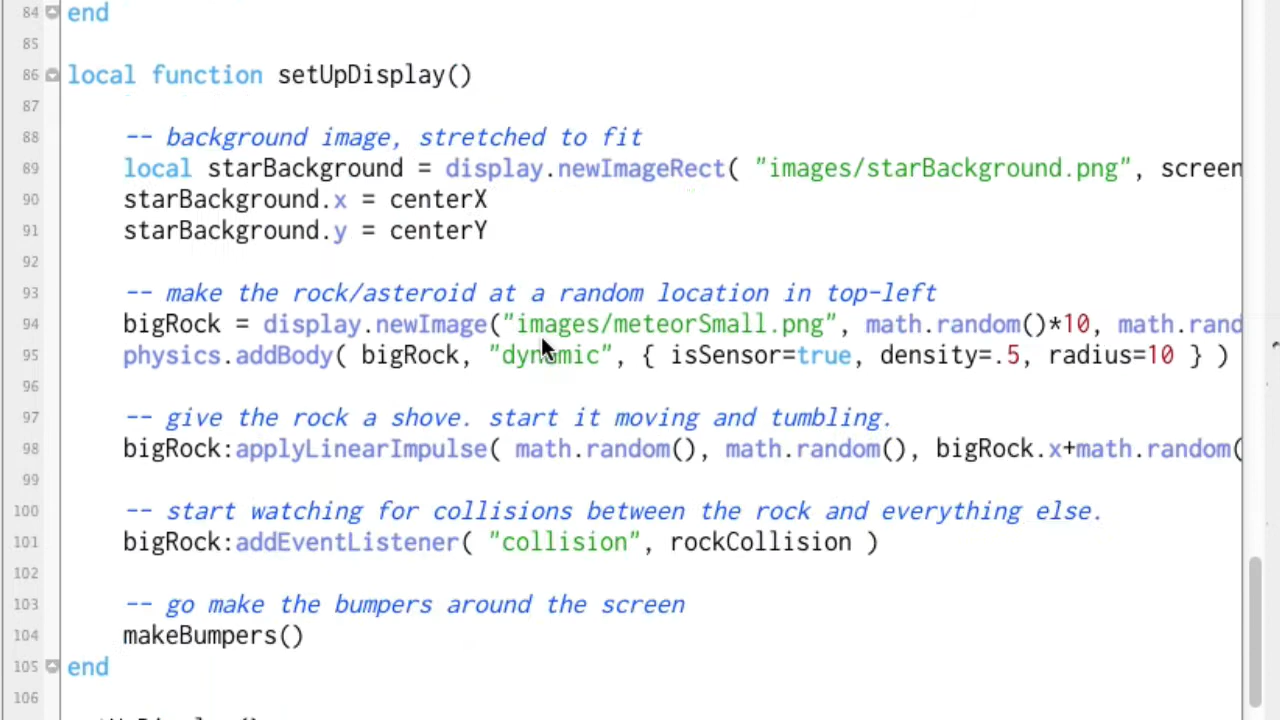 84 end
85
86 local function setUpDisplay()
87
88 -- background image, stretched to fit
89 local starBackground = display.newImageRect( "images/starBackground.png", screen
90 starBackground.x = centerX
91 starBackground.y = centerY
92
93 -- make the rock/asteroid at a random location in top-left
94 bigRock = display.newImage("images/meteorSmall.png", math.random()*10, math.rand
95 physics.addBody( bigRock, "dynamic", { isSensor=true, density=.5, radius=10 } )
96
97 -- give the rock a shove. start it moving and tumbling.
98 bigRock:applyLinearImpulse( math.random(), math.random(), bigRock.x+math.random(
99
100 -- start watching for collisions between the rock and everything else.
101 bigRock:addEventListener( "collision", rockCollision )
102
103 -- go make the bumpers around the screen
104 makeBumpers()
105 end
106